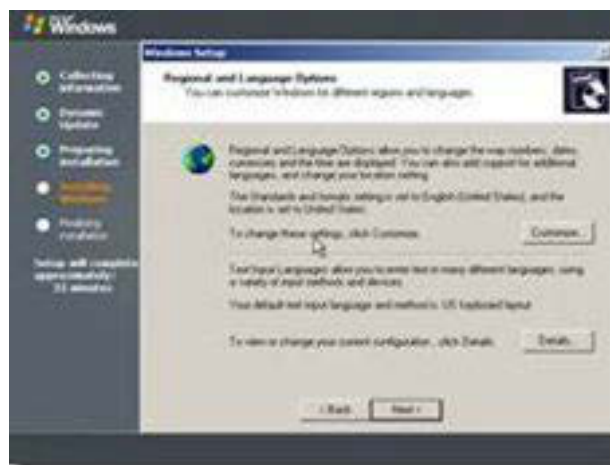 Windows
Windows Setup
Collecting
information
Dynamic
Update
Preparing
installation
Installing
Windows
Finalizing
installation
Setup will complete
approximately:
33 minutes
Regional and Language Options
You can customize Windows for different regions and languages.
Regional and Language Options allow you to change the way numbers, dates,
currencies and the time are displayed. You can also add support for additional
languages, and change your location setting.
The Standards and formats setting is set to English (United States), and the
location is set to United States.
To change these settings, click Customize.
Customize...
Text Input Languages allow you to enter text in many different languages, using
a variety of input methods and devices.
Your default text input language and method is: US keyboard layout
To view or change your current configuration, click Details.
Details...
< Back
Next >